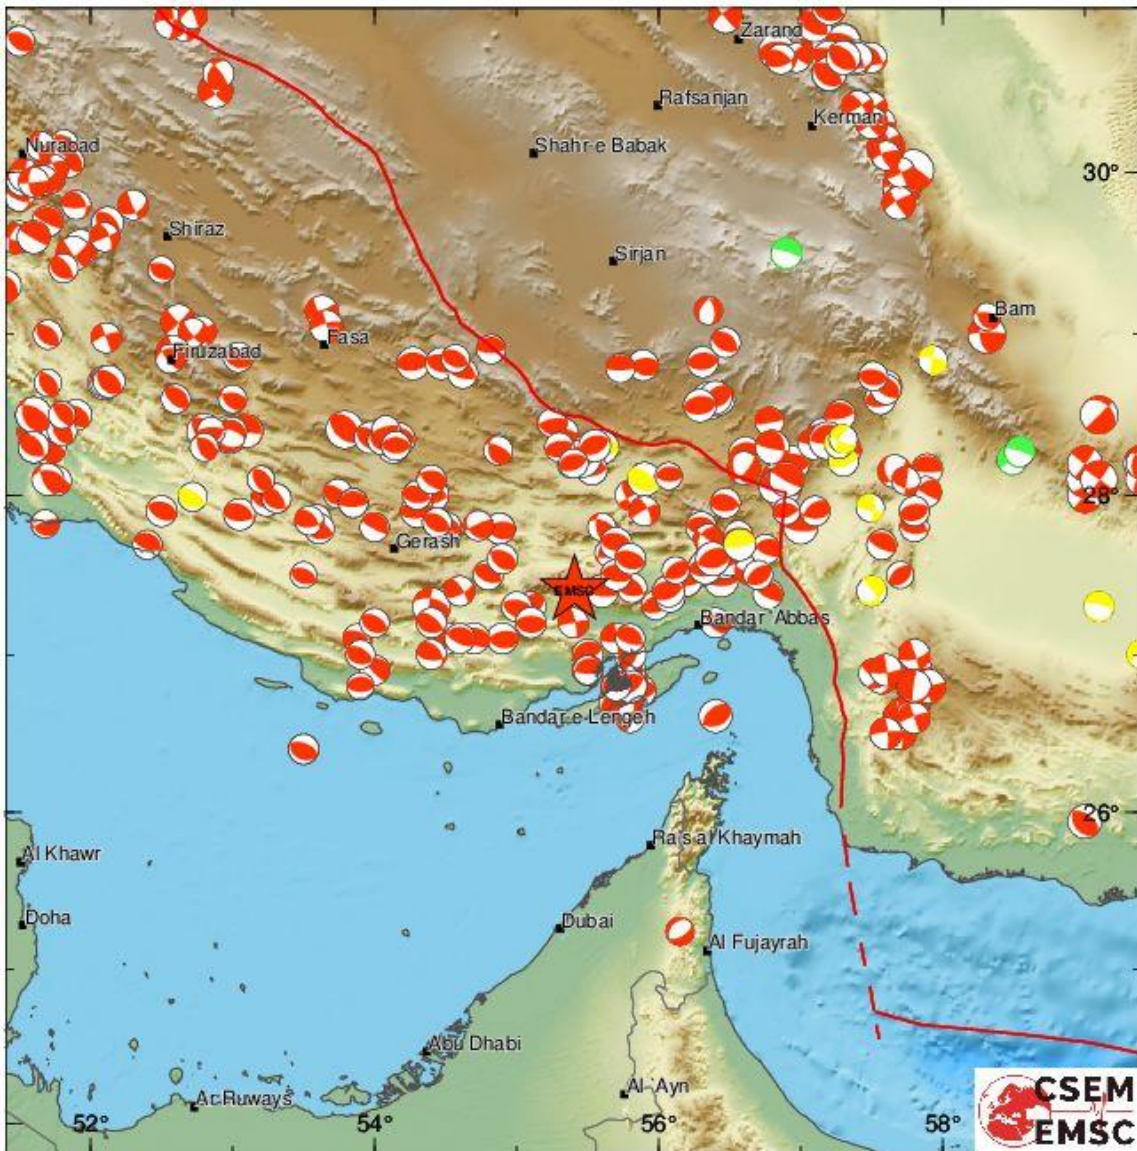 Zarand
Rafsanjan
Kerman
Nurabad
Shahr-e Babak
30°
Shiraz
Sirjan
Bam
Fasa
Firuzabad
28°
Gerash
EMSC
Bandar 'Abbas
Bandar-e Lengeh
26°
Ra's al Khaymah
Al Khawr
Doha
Dubai
Al Fujayrah
Abu Dhabi
Al-'Ayn
Ar Ruways
52°
54°
56°
58°
CSEM
EMSC